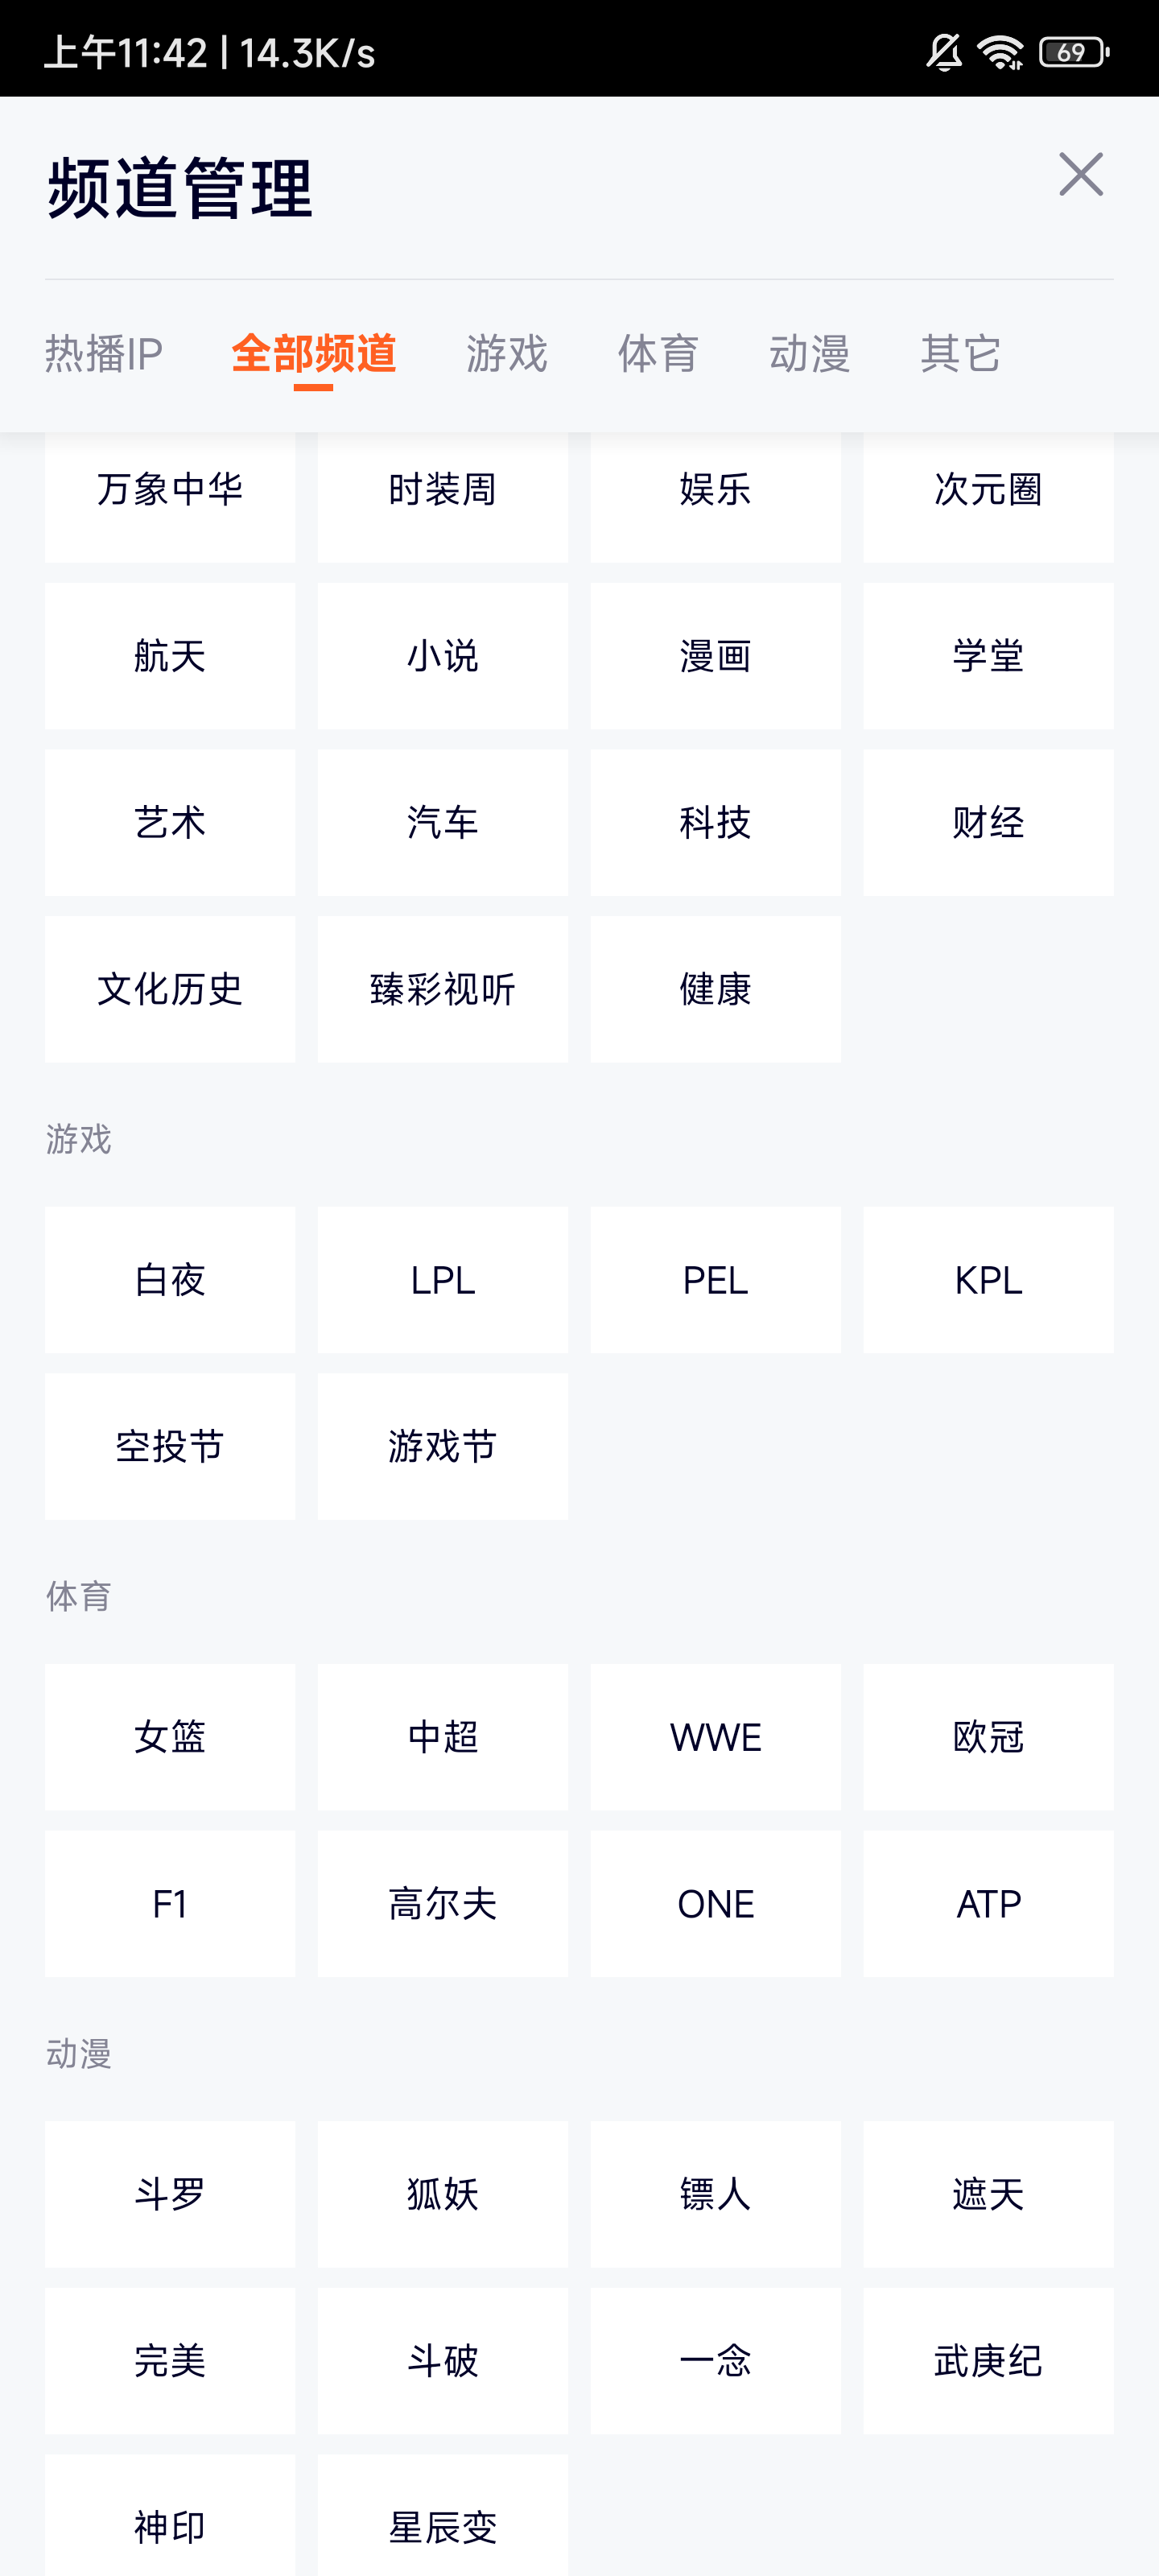 上午11:42 | 14.3K/s
69
频道管理
热播IP 全部频道 游戏 体育 动漫 其它
万象中华 时装周 娱乐 次元圈
航天 小说 漫画 学堂
艺术 汽车 科技 财经
文化历史 臻彩视听 健康
游戏
白夜 LPL PEL KPL
空投节 游戏节
体育
女篮 中超 WWE 欧冠
F1 高尔夫 ONE ATP
动漫
斗罗 狐妖 镖人 遮天
完美 斗破 一念 武庚纪
神印 星辰变